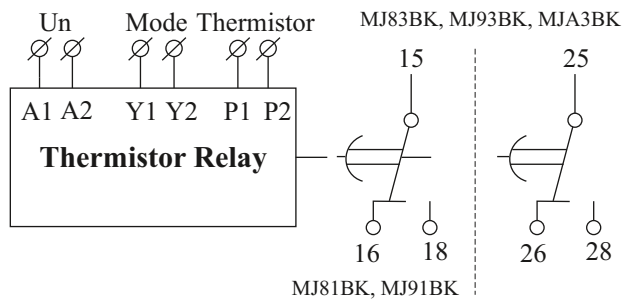 Un Mode Thermistor MJ83BK, MJ93BK, MJA3BK
15 25
A1 A2 Y1 Y2 P1 P2
Thermistor Relay
16 18 26 28
MJ81BK, MJ91BK